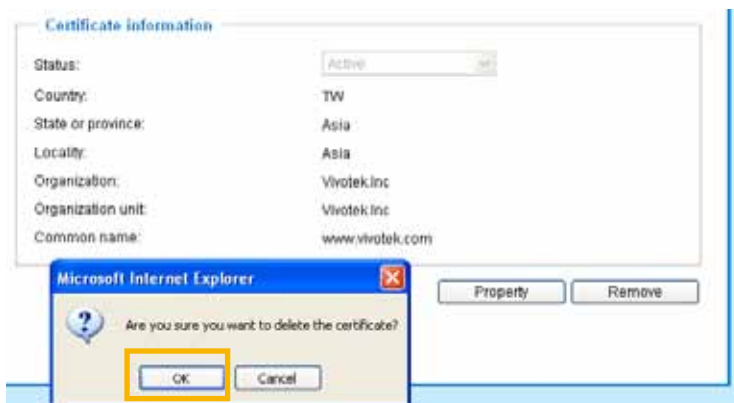 Certificate information
Status: Active
Country: TW
State or province: Asia
Locality: Asia
Organization: Vivotek.Inc
Organization unit: Vivotek.Inc
Common name: www.vivotek.com
Property Remove
Microsoft Internet Explorer
Are you sure you want to delete the certificate?
OK Cancel